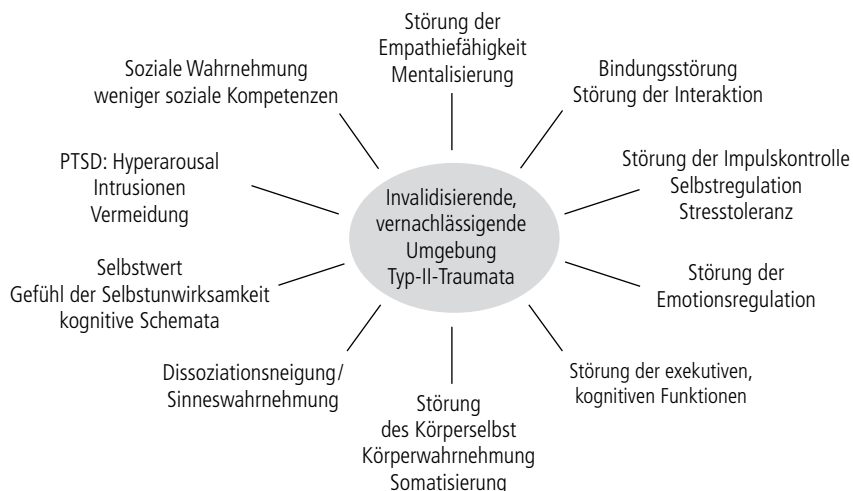 Störung der
Empathiefähigkeit
Mentalisierung
Bindungsstörung
Störung der Interaktion
Störung der Impulskontrolle
Selbstregulation
Stresstoleranz
Störung der
Emotionsregulation
Störung der exekutiven,
kognitiven Funktionen
Störung
des Körperselbst
Körperwahrnehmung
Somatisierung
Dissoziationsneigung/
Sinneswahrnehmung
Selbstwert
Gefühl der Selbstunwirksamkeit
kognitive Schemata
PTSD: Hyperarousal
Intrusionen
Vermeidung
Soziale Wahrnehmung
weniger soziale Kompetenzen
Invalidisierende,
vernachlässigende
Umgebung
Typ-II-Traumata